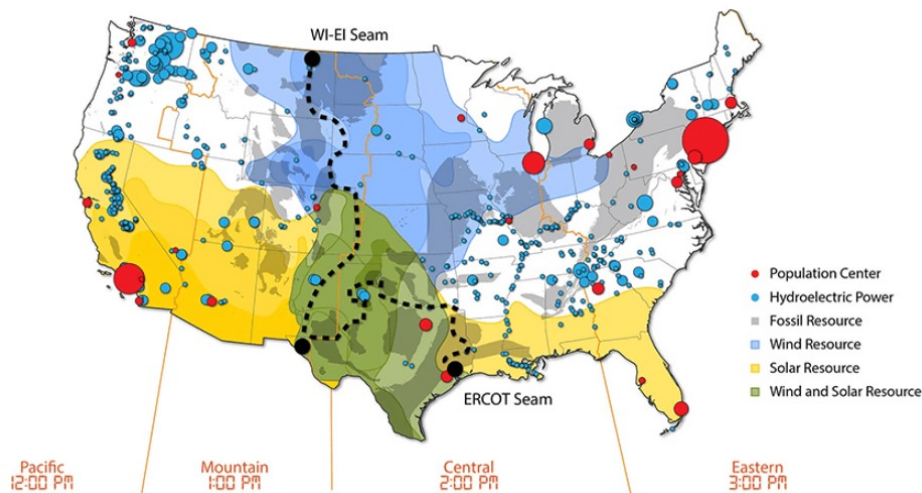 WI-EI Seam
ERCOT Seam
Population Center
Hydroelectric Power
Fossil Resource
Wind Resource
Solar Resource
Wind and Solar Resource
Pacific
12:00 PM
Mountain
1:00 PM
Central
2:00 PM
Eastern
3:00 PM